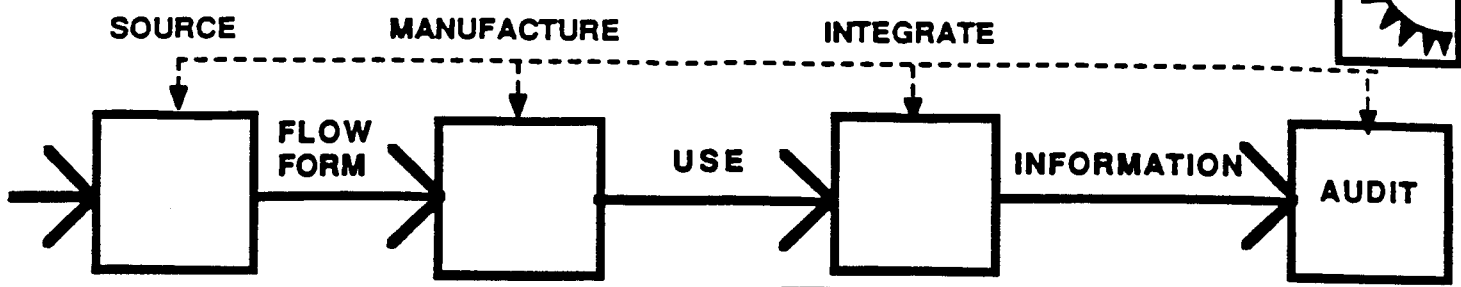 SOURCE MANUFACTURE INTEGRATE
FLOW
FORM
USE
INFORMATION
AUDIT